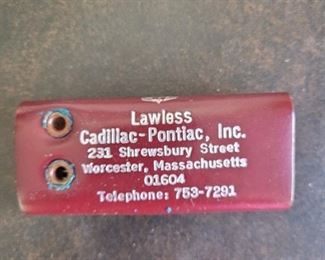 Lawless
Cadillac-Pontiac, Inc.
231 Shrewsbury Street
Worcester, Massachusetts
01604
Telephone: 753-7291